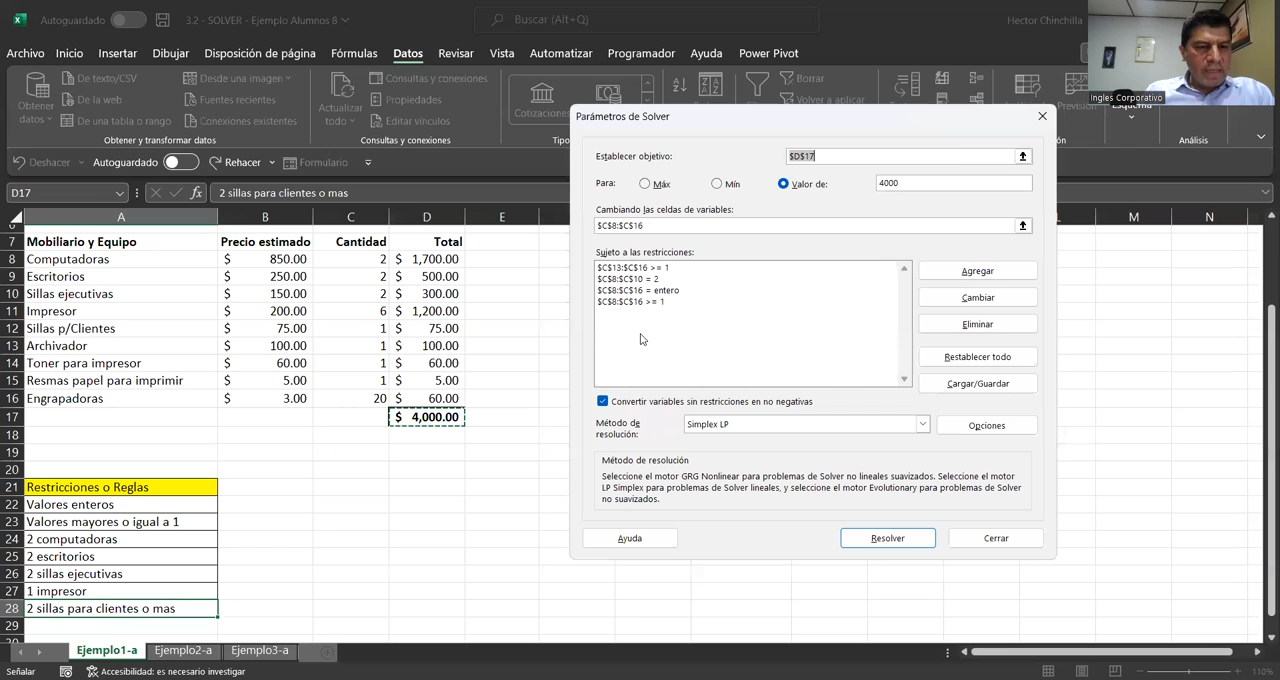 Autoguardado
3.2 - SOLVER - Ejemplo Alumnos 8
Buscar (Alt+Q)
Hector Chinchilla
Archivo Inicio Insertar Dibujar Disposición de página Fórmulas Datos Revisar Vista Automatizar Programador Ayuda Power Pivot
Obtener datos
De texto/CSV
De la web
De una tabla o rango
Desde una imagen
Fuentes recientes
Conexiones existentes
Obtener y transformar datos
Actualizar todo
Consultas y conexiones
Propiedades
Editar vínculos
Consultas y conexiones
Cotizaciones
Borrar
Volver a aplicar
Análisis
Ingles Corporativo
Deshacer Autoguardado Rehacer Formulario
D17
2 sillas para clientes o mas
A B C D E L M N
7 Mobiliario y Equipo Precio estimado Cantidad Total
8 Computadoras $ 850.00 2 $ 1,700.00
9 Escritorios $ 250.00 2 $ 500.00
10 Sillas ejecutivas $ 150.00 2 $ 300.00
11 Impresor $ 200.00 6 $ 1,200.00
12 Sillas p/Clientes $ 75.00 1 $ 75.00
13 Archivador $ 100.00 1 $ 100.00
14 Toner para impresor $ 60.00 1 $ 60.00
15 Resmas papel para imprimir $ 5.00 1 $ 5.00
16 Engrapadoras $ 3.00 20 $ 60.00
17 $ 4,000.00
18
19
20
21 Restricciones o Reglas
22 Valores enteros
23 Valores mayores o igual a 1
24 2 computadoras
25 2 escritorios
26 2 sillas ejecutivas
27 1 impresor
28 2 sillas para clientes o mas
29
Parámetros de Solver
Establecer objetivo: $D$17
Para: Máx Mín Valor de: 4000
Cambiando las celdas de variables:
$C$8:$C$16
Sujeto a las restricciones:
$C$13:$C$16 >= 1
$C$8:$C$10 = 2
$C$8:$C$16 = entero
$C$8:$C$16 >= 1
Agregar
Cambiar
Eliminar
Restablecer todo
Cargar/Guardar
Convertir variables sin restricciones en no negativas
Método de resolución: Simplex LP
Opciones
Método de resolución
Seleccione el motor GRG Nonlinear para problemas de Solver no lineales suavizados. Seleccione el motor
LP Simplex para problemas de Solver lineales, y seleccione el motor Evolutionary para problemas de Solver
no suavizados.
Ayuda Resolver Cerrar
Ejemplo1-a Ejemplo2-a Ejemplo3-a
Señalar
Accesibilidad: es necesario investigar
110%